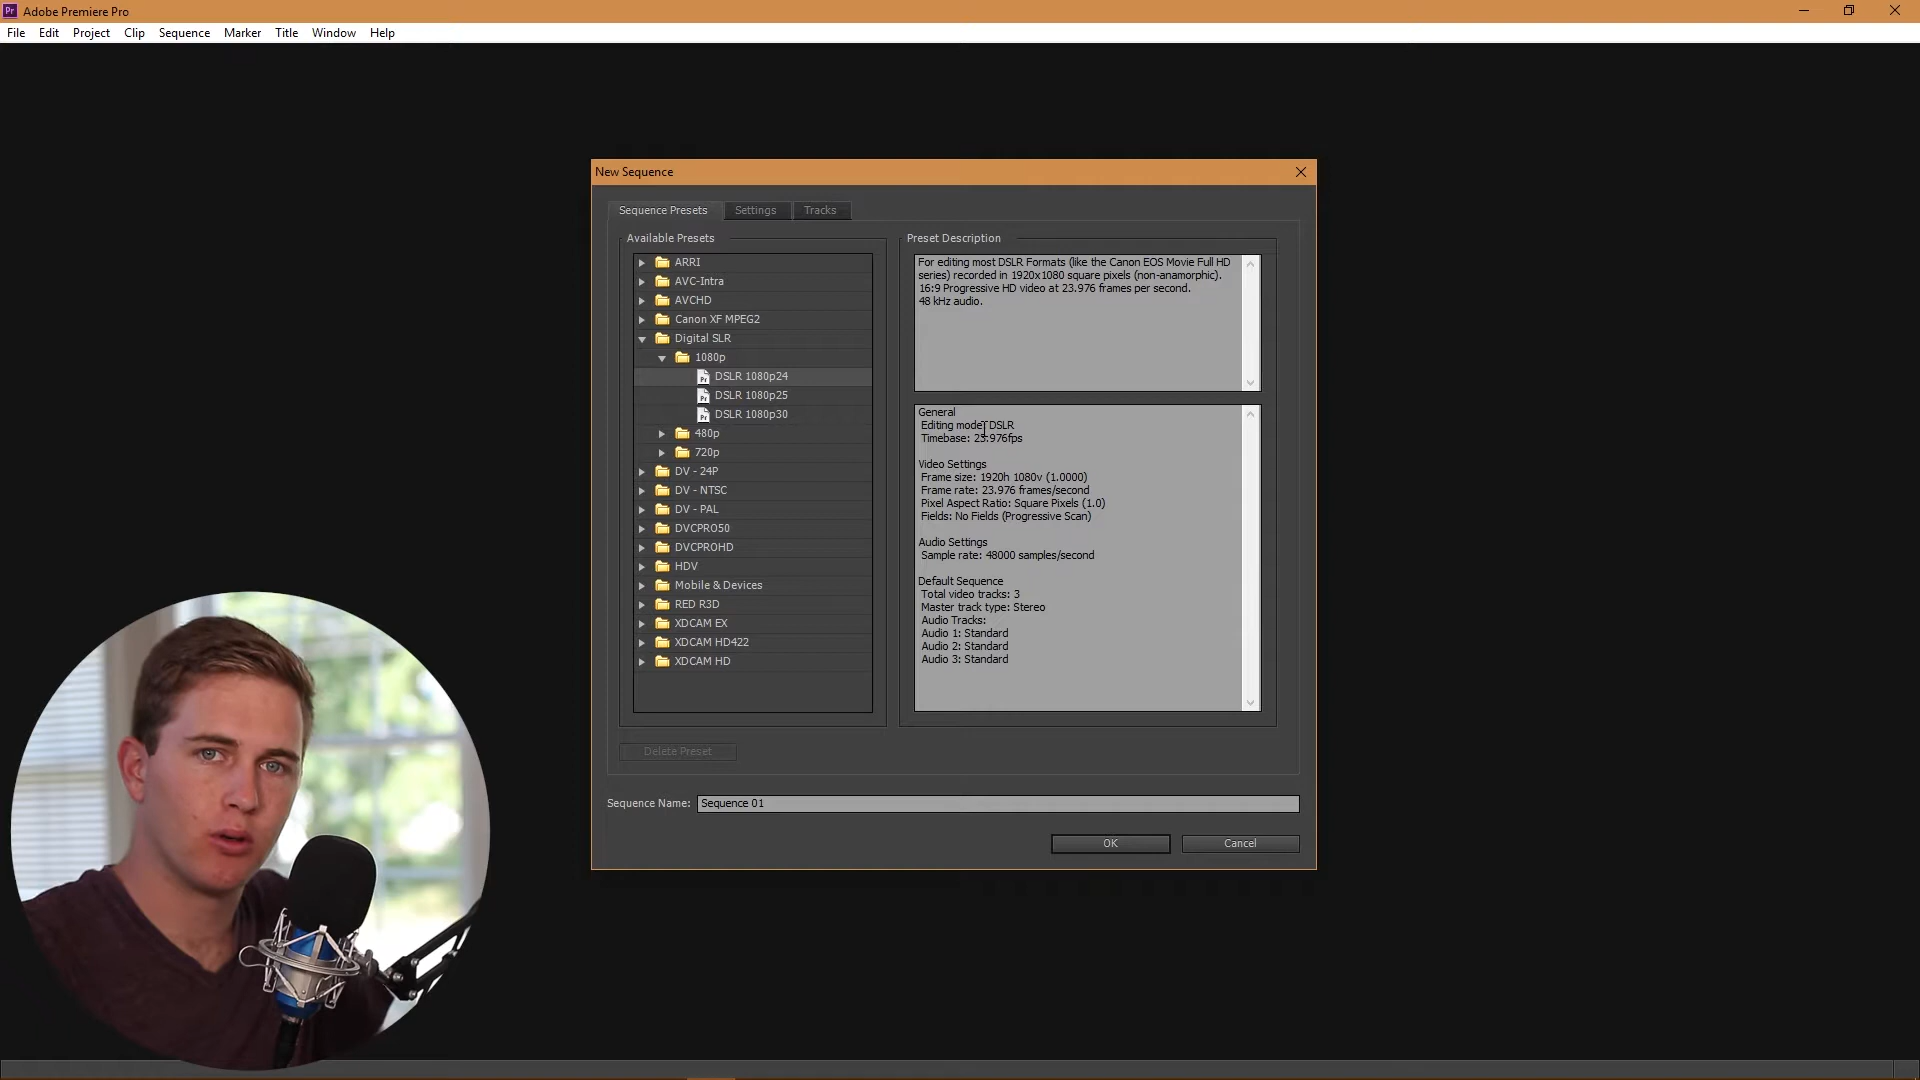 Pr Adobe Premiere Pro
File Edit Project Clip Sequence Marker Title Window Help
New Sequence
Sequence Presets Settings Tracks
Available Presets
ARRI
AVC-Intra
AVCHD
Canon XF MPEG2
Digital SLR
1080p
Pr DSLR 1080p24
Pr DSLR 1080p25
Pr DSLR 1080p30
480p
720p
DV - 24P
DV - NTSC
DV - PAL
DVCPRO50
DVCPROHD
HDV
Mobile & Devices
RED R3D
XDCAM EX
XDCAM HD422
XDCAM HD
Delete Preset
Preset Description
For editing most DSLR Formats (like the Canon EOS Movie Full HD
series) recorded in 1920x1080 square pixels (non-anamorphic).
16:9 Progressive HD video at 23.976 frames per second.
48 kHz audio.
General
Editing mode: DSLR
Timebase: 23.976fps
Video Settings
Frame size: 1920h 1080v (1.0000)
Frame rate: 23.976 frames/second
Pixel Aspect Ratio: Square Pixels (1.0)
Fields: No Fields (Progressive Scan)
Audio Settings
Sample rate: 48000 samples/second
Default Sequence
Total video tracks: 3
Master track type: Stereo
Audio Tracks:
Audio 1: Standard
Audio 2: Standard
Audio 3: Standard
Sequence Name: Sequence 01
OK Cancel